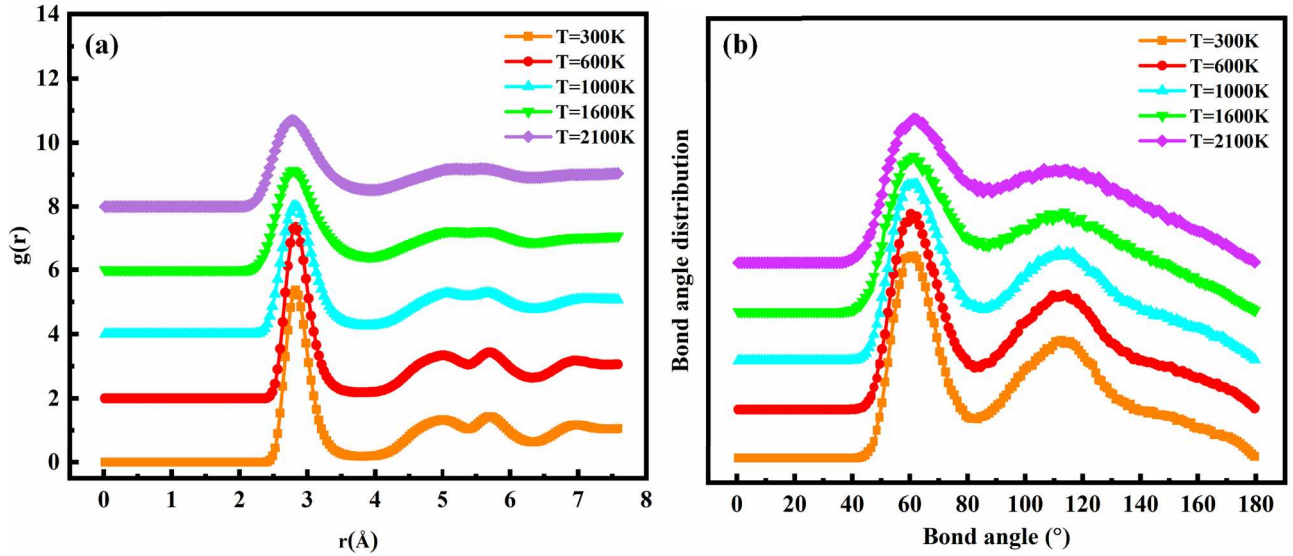 (a)
T=300K
T=600K
T=1000K
T=1600K
T=2100K
g(r)
14
12
10
8
6
4
2
0
0 1 2 3 4 5 6 7 8
r(Å)
(b)
T=300K
T=600K
T=1000K
T=1600K
T=2100K
Bond angle distribution
0 20 40 60 80 100 120 140 160 180
Bond angle (°)